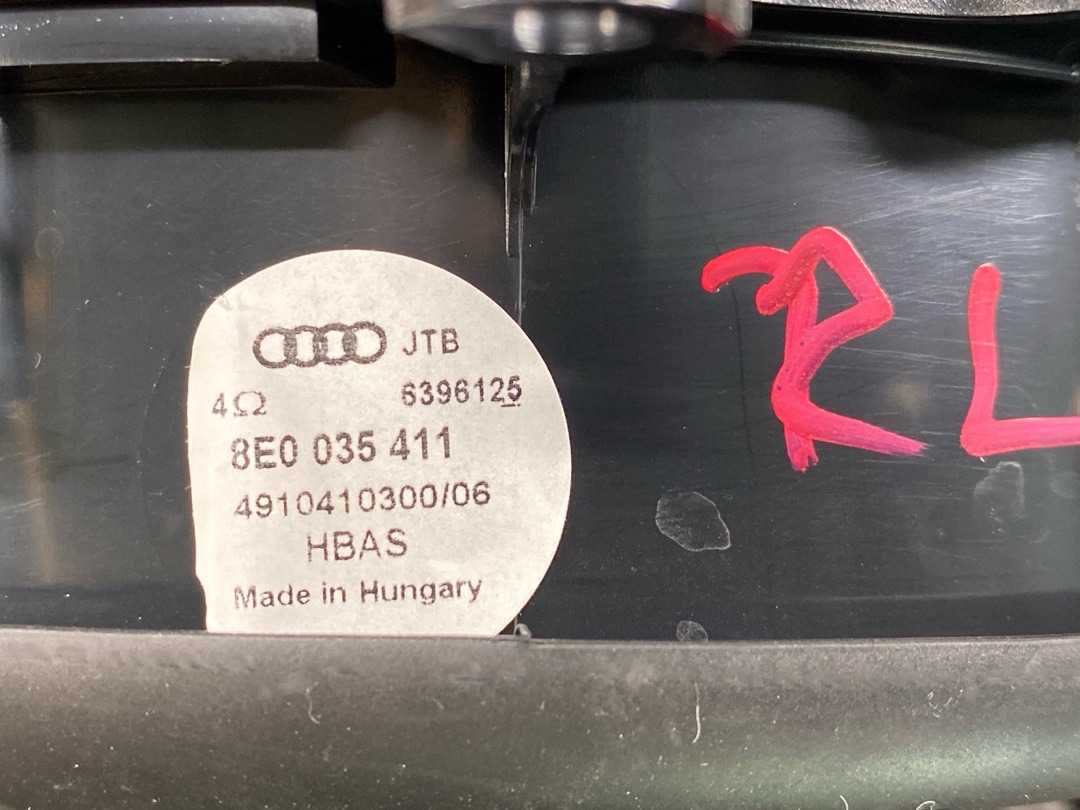 JTB
4Ω 6396125
8E0 035 411
4910410300/06
HBAS
Made in Hungary
RL